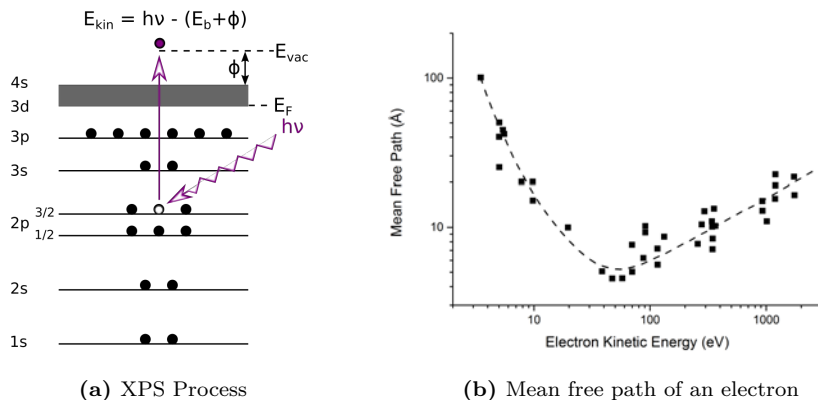 E_kin = hν - (E_b+ϕ)
E_vac
ϕ
4s
3d
E_F
3p
hν
3s
3/2
2p
1/2
2s
1s
(a) XPS Process
100
10
Mean Free Path (Å)
10
100
1000
Electron Kinetic Energy (eV)
(b) Mean free path of an electron